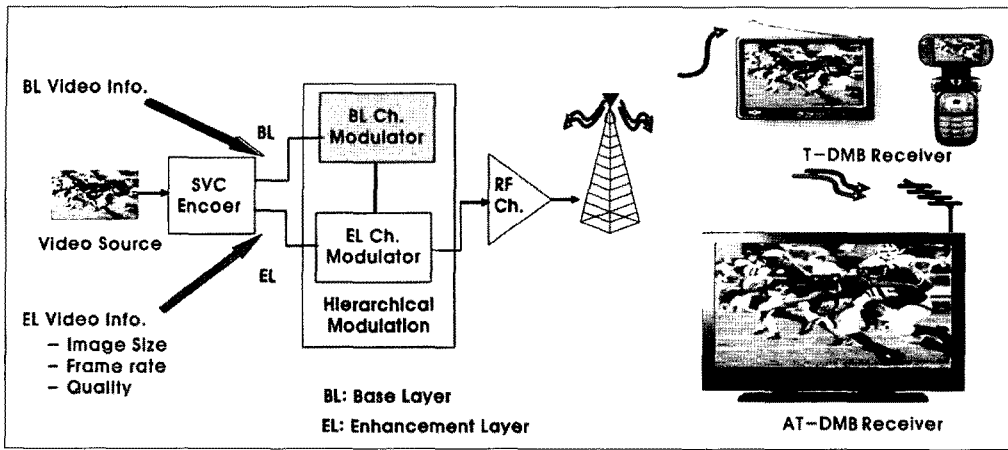 BL Video Info.
BL
BL Ch.
Modulator
SVC
Encoer
Video Source
EL Ch.
Modulator
EL
Hierarchical
Modulation
RF
Ch.
EL Video Info.
– Image Size
– Frame rate
– Quality
BL: Base Layer
EL: Enhancement Layer
T-DMB Receiver
AT-DMB Receiver